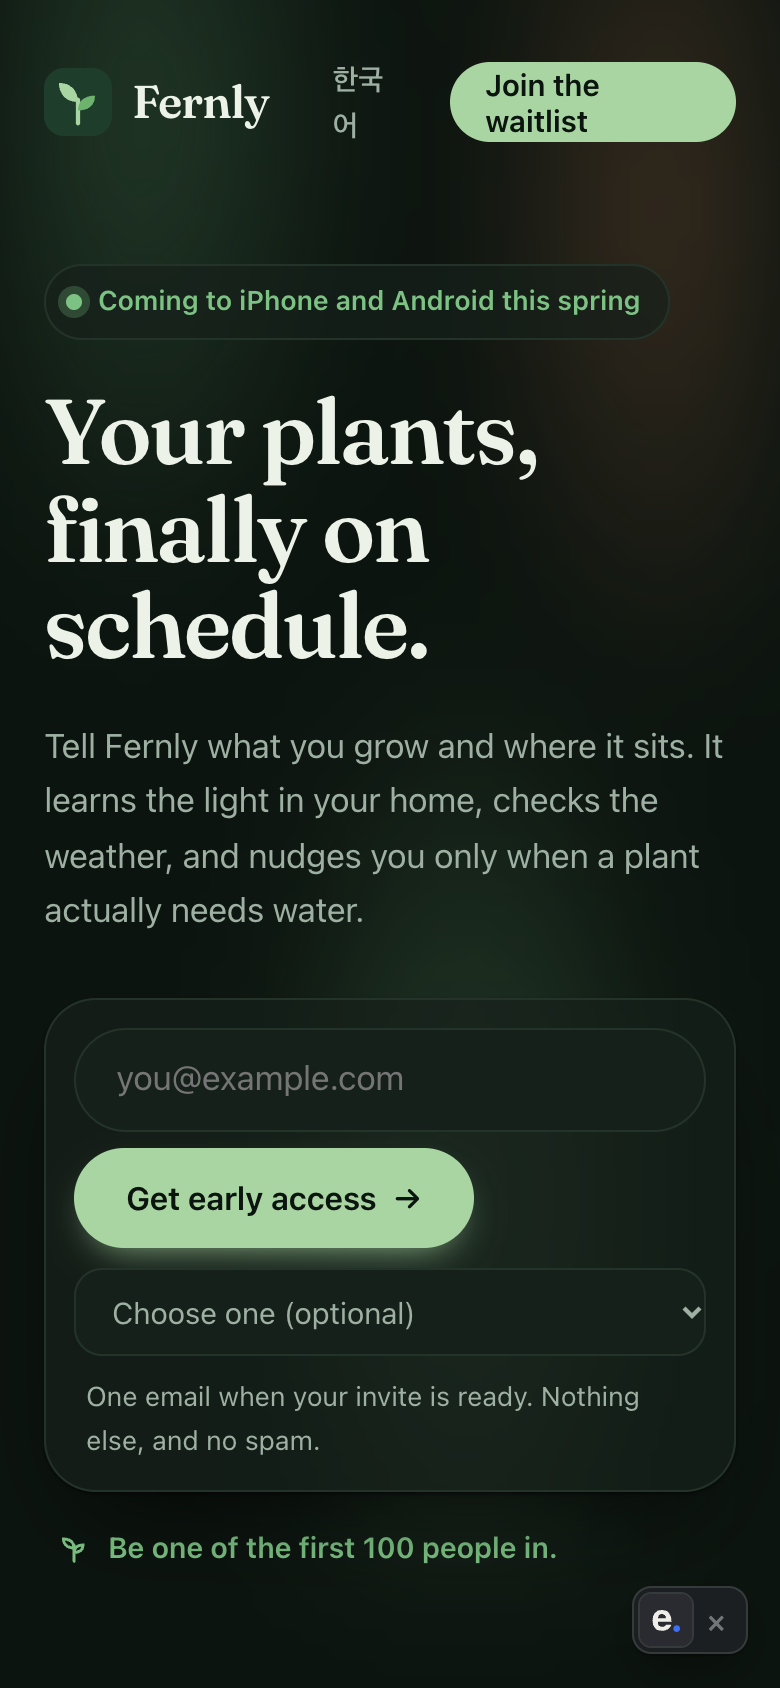 Fernly
한국
어
Join the
waitlist
Coming to iPhone and Android this spring
Your plants,
finally on
schedule.
Tell Fernly what you grow and where it sits. It
learns the light in your home, checks the
weather, and nudges you only when a plant
actually needs water.
you@example.com
Get early access →
Choose one (optional)
One email when your invite is ready. Nothing
else, and no spam.
Be one of the first 100 people in.
e. ×